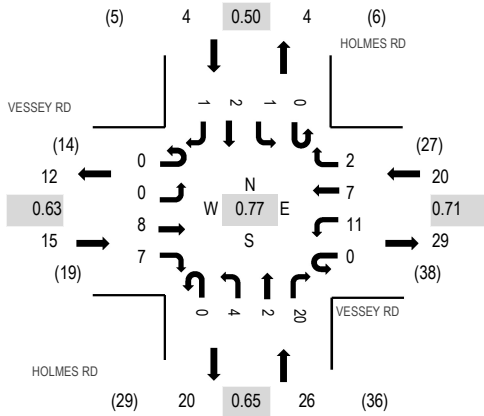 (5) 4 0.50 4 (6)
HOLMES RD
VESSEY RD
1 2 1 0
(14) 0 2 (27)
12 0 N 7 20
0.63 W 0.77 E 0.71
15 8 S 11 29
(19) 7 0 (38)
0 4 2 20
VESSEY RD
HOLMES RD
(29) 20 0.65 26 (36)